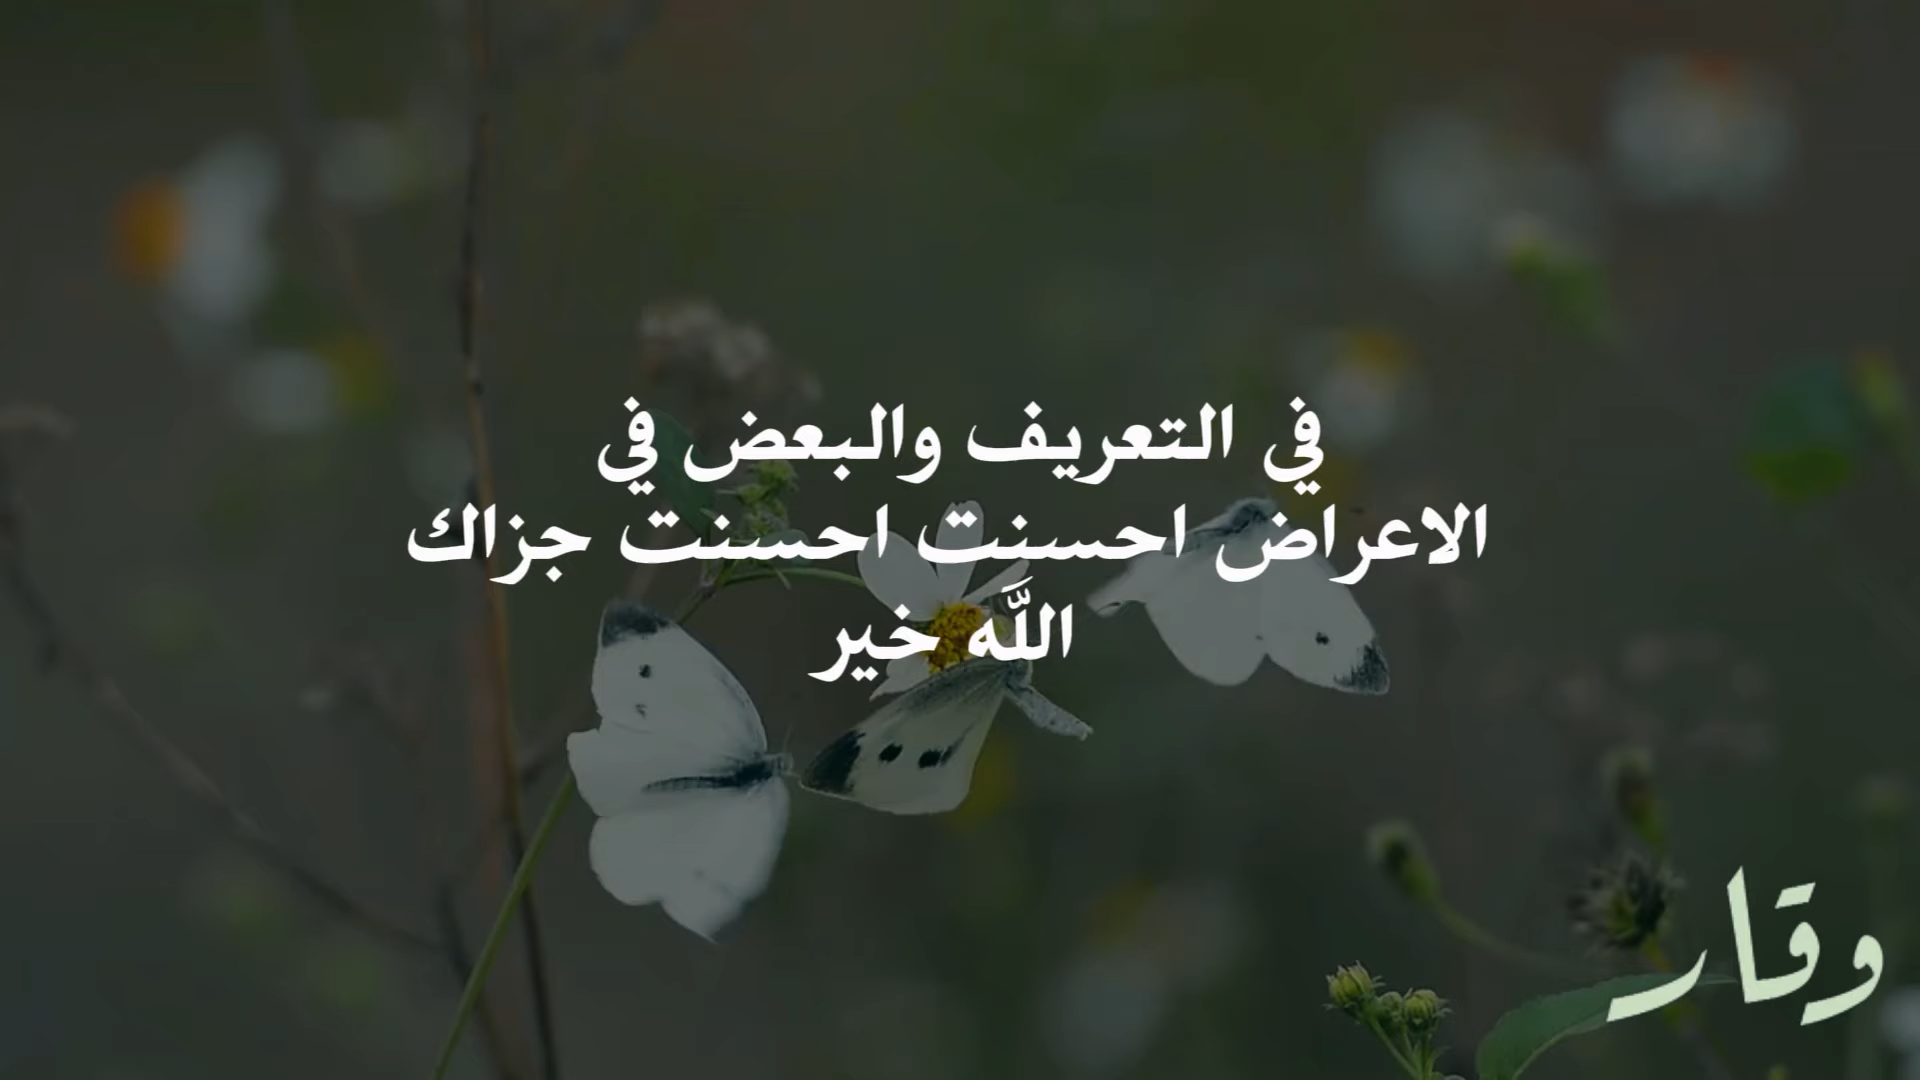 في التعريف والبعض في
الاعراض احسنت احسنت جزاك
اللَّه خير
وقار